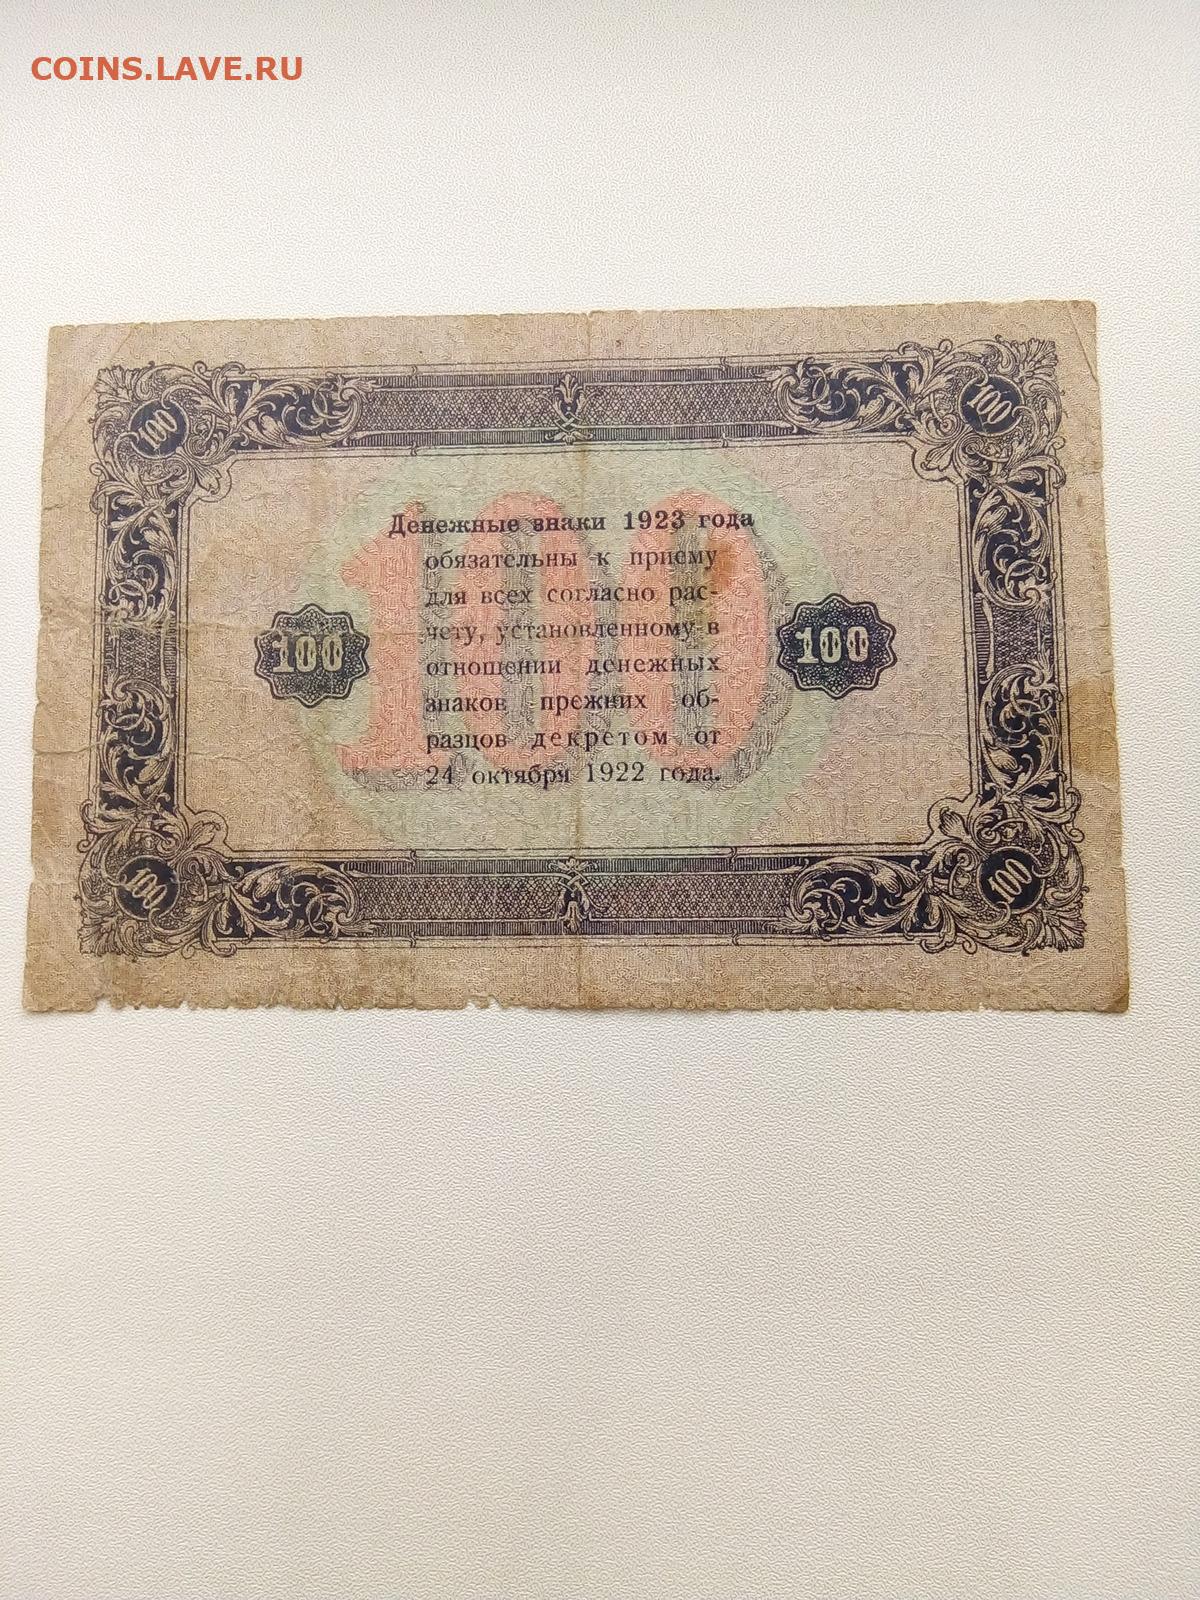 COINS.LAVE.RU
100 100
Денежные знаки 1923 года
обязательны к приему
для всех согласно рас-
чету, установленному в
100 100
отношении денежных
знаков прежних об-
разцов декретом от
24 октября 1922 года.
100
100 100